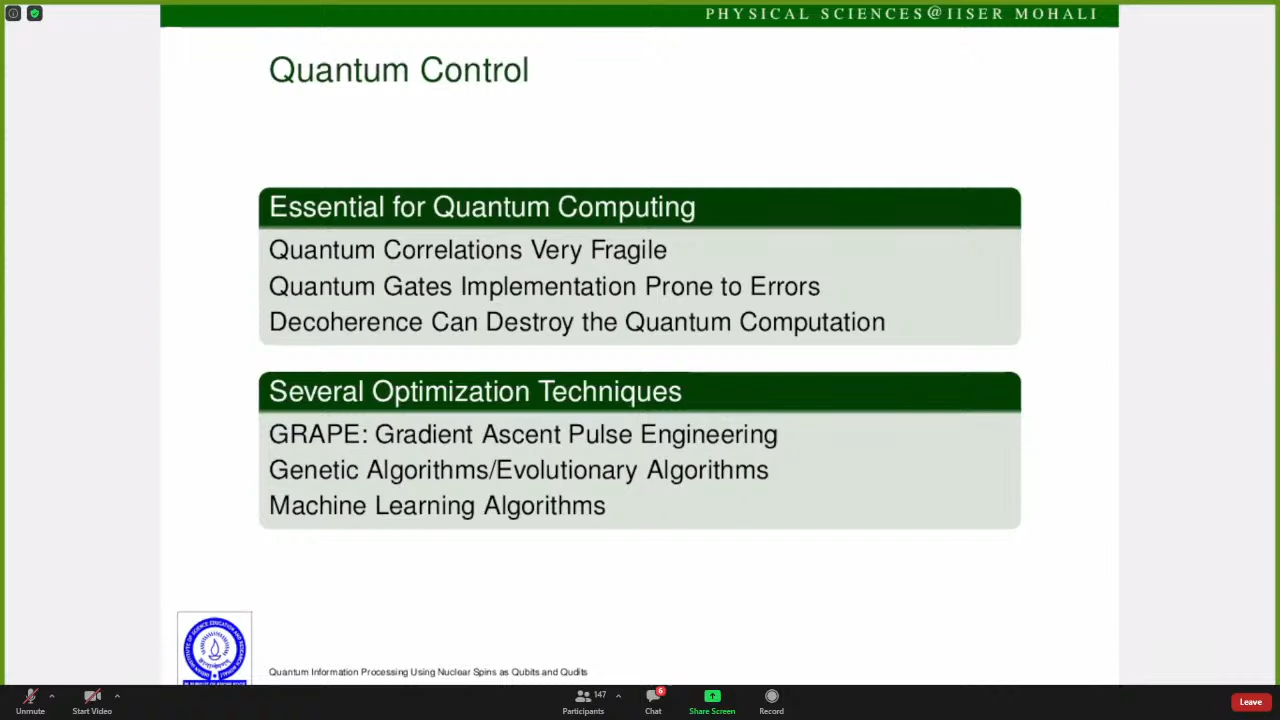 PHYSICAL SCIENCES@IISER MOHALI
Quantum Control
Essential for Quantum Computing
Quantum Correlations Very Fragile
Quantum Gates Implementation Prone to Errors
Decoherence Can Destroy the Quantum Computation
Several Optimization Techniques
GRAPE: Gradient Ascent Pulse Engineering
Genetic Algorithms/Evolutionary Algorithms
Machine Learning Algorithms
Quantum Information Processing Using Nuclear Spins as Qubits and Qudits
147
6
Unmute
Start Video
Participants
Chat
Share Screen
Record
Leave